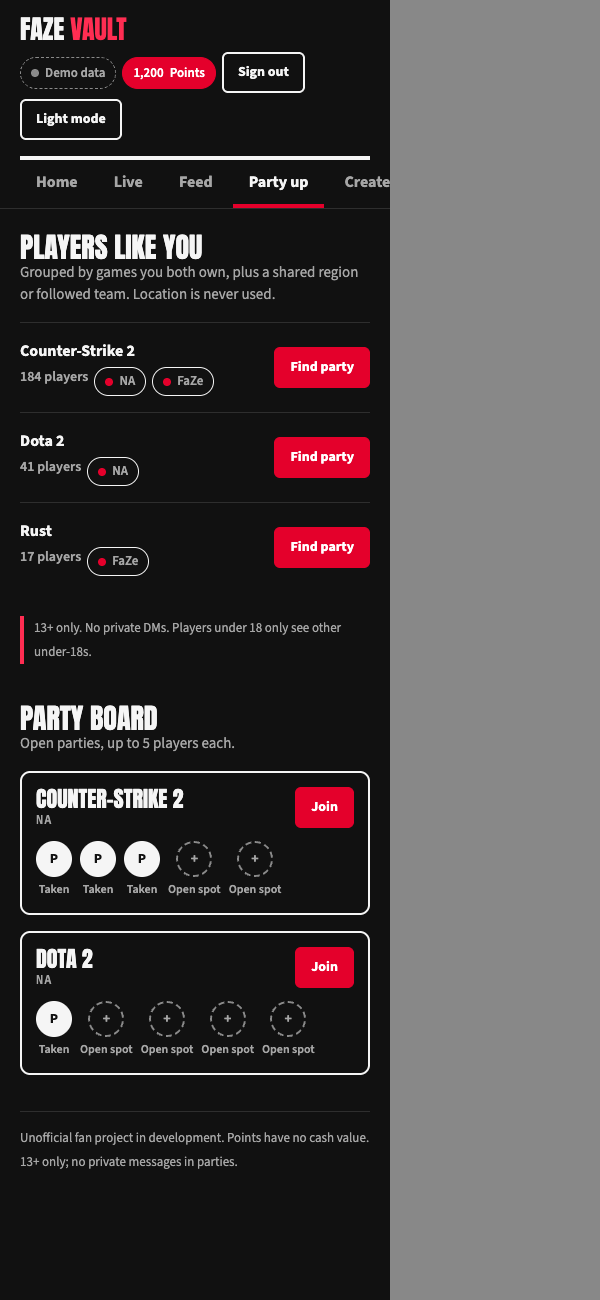 FAZE VAULT
Demo data
1,200 Points
Sign out
Light mode
Home Live Feed Party up Create
PLAYERS LIKE YOU
Grouped by games you both own, plus a shared region
or followed team. Location is never used.
Counter-Strike 2
184 players NA FaZe
Find party
Dota 2
41 players NA
Find party
Rust
17 players FaZe
Find party
13+ only. No private DMs. Players under 18 only see other
under-18s.
PARTY BOARD
Open parties, up to 5 players each.
COUNTER-STRIKE 2
NA
Join
P P P + +
Taken Taken Taken Open spot Open spot
DOTA 2
NA
Join
P + + + +
Taken Open spot Open spot Open spot Open spot
Unofficial fan project in development. Points have no cash value.
13+ only; no private messages in parties.